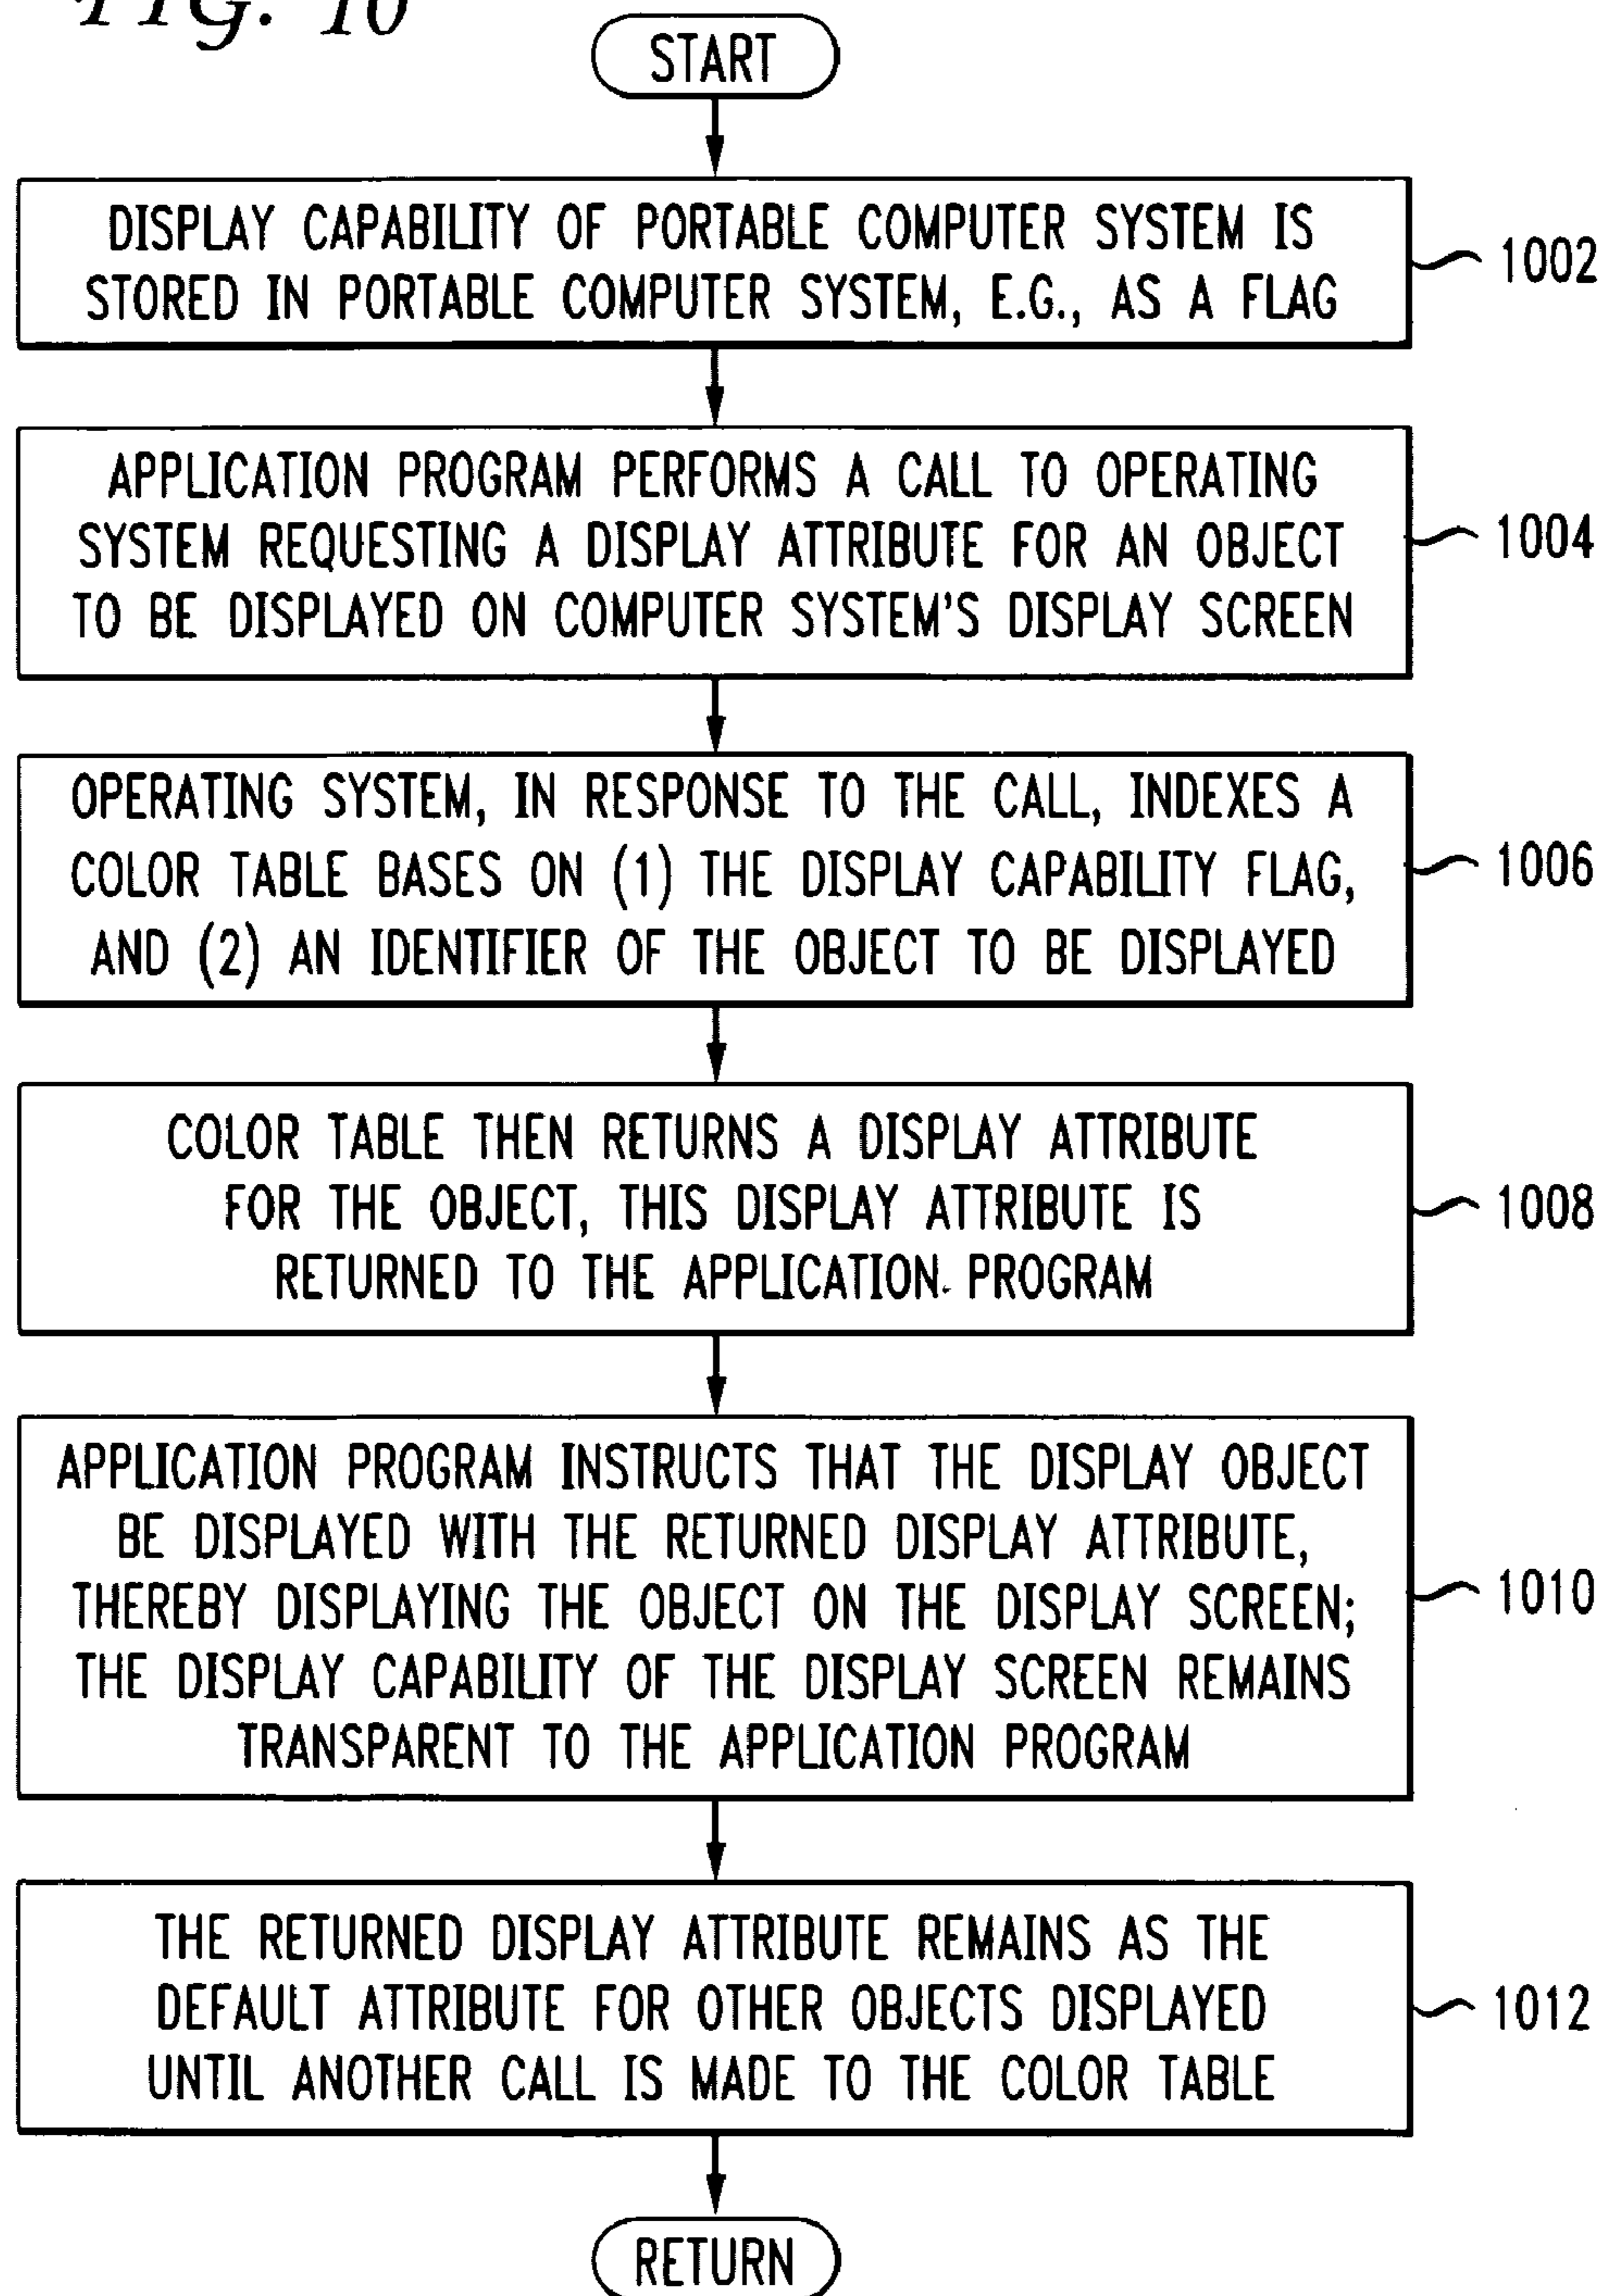 FIG. 10
START
DISPLAY CAPABILITY OF PORTABLE COMPUTER SYSTEM IS
STORED IN PORTABLE COMPUTER SYSTEM, E.G., AS A FLAG
1002
APPLICATION PROGRAM PERFORMS A CALL TO OPERATING
SYSTEM REQUESTING A DISPLAY ATTRIBUTE FOR AN OBJECT
TO BE DISPLAYED ON COMPUTER SYSTEM'S DISPLAY SCREEN
1004
OPERATING SYSTEM, IN RESPONSE TO THE CALL, INDEXES A
COLOR TABLE BASES ON (1) THE DISPLAY CAPABILITY FLAG,
AND (2) AN IDENTIFIER OF THE OBJECT TO BE DISPLAYED
1006
COLOR TABLE THEN RETURNS A DISPLAY ATTRIBUTE
FOR THE OBJECT, THIS DISPLAY ATTRIBUTE IS
RETURNED TO THE APPLICATION PROGRAM
1008
APPLICATION PROGRAM INSTRUCTS THAT THE DISPLAY OBJECT
BE DISPLAYED WITH THE RETURNED DISPLAY ATTRIBUTE,
THEREBY DISPLAYING THE OBJECT ON THE DISPLAY SCREEN;
THE DISPLAY CAPABILITY OF THE DISPLAY SCREEN REMAINS
TRANSPARENT TO THE APPLICATION PROGRAM
1010
THE RETURNED DISPLAY ATTRIBUTE REMAINS AS THE
DEFAULT ATTRIBUTE FOR OTHER OBJECTS DISPLAYED
UNTIL ANOTHER CALL IS MADE TO THE COLOR TABLE
1012
RETURN